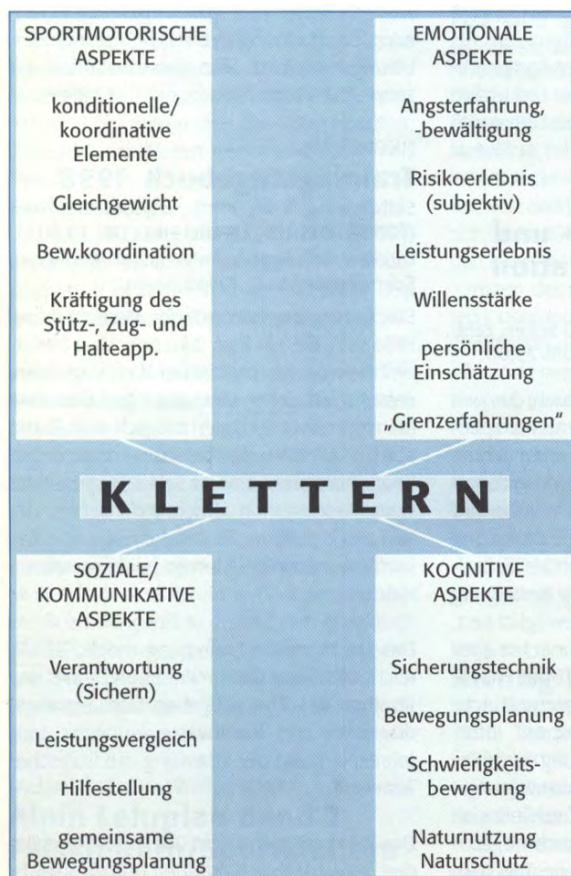 SPORTMOTORISCHE
ASPEKTE
konditionelle/
koordinative
Elemente
Gleichgewicht
Bew.koordination
Kräftigung des
Stütz-, Zug- und
Halteapp.
EMOTIONALE
ASPEKTE
Angsterfahrung,
-bewältigung
Risikoerlebnis
(subjektiv)
Leistungserlebnis
Willensstärke
persönliche
Einschätzung
„Grenzerfahrungen“
KLETTERN
SOZIALE/
KOMMUNIKATIVE
ASPEKTE
Verantwortung
(Sichern)
Leistungsvergleich
Hilfestellung
gemeinsame
Bewegungsplanung
KOGNITIVE
ASPEKTE
Sicherungstechnik
Bewegungsplanung
Schwierigkeits-
bewertung
Naturnutzung
Naturschutz